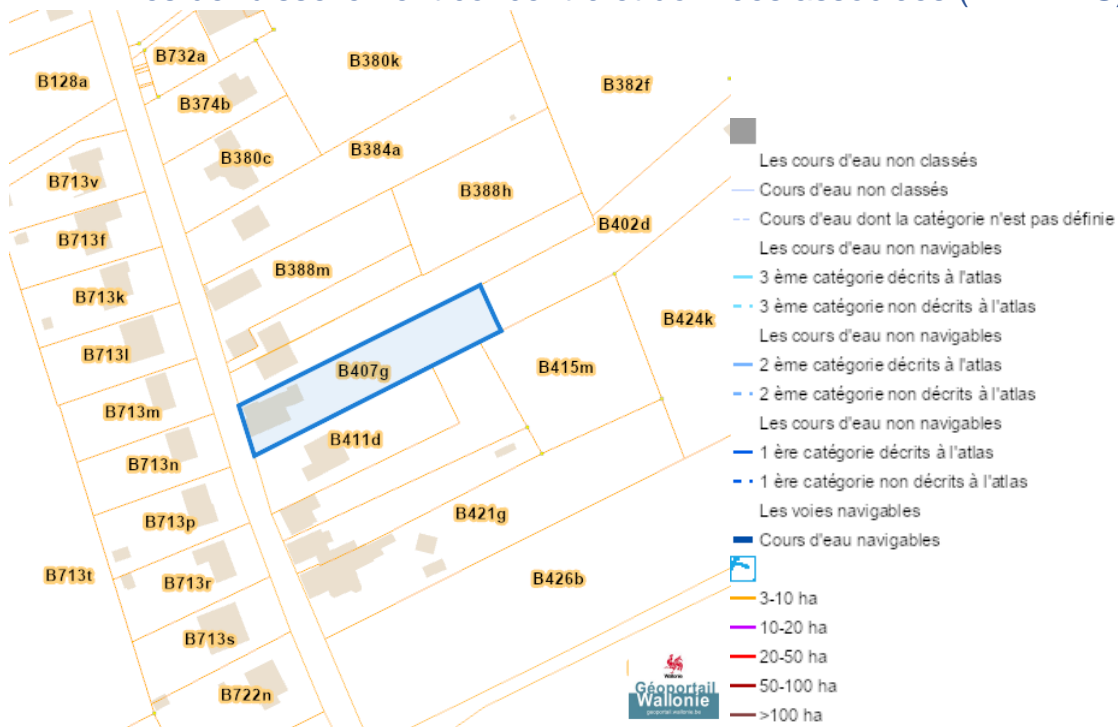 B732a
B380k
B128a
B382f
B374b
B384a
B380c
B713v
B388h
B402d
B713f
B388m
B713k
B424k
B713l
B407g
B415m
B713m
B411d
B713n
B421g
B713p
B713t
B713r
B426b
B713s
B722n
Wallonie
Géoportail
Wallonie
geoportail.wallonie.be
Les cours d'eau non classés
Cours d'eau non classés
Cours d'eau dont la catégorie n'est pas définie
Les cours d'eau non navigables
3 ème catégorie décrits à l'atlas
3 ème catégorie non décrits à l'atlas
Les cours d'eau non navigables
2 ème catégorie décrits à l'atlas
2 ème catégorie non décrits à l'atlas
Les cours d'eau non navigables
1 ère catégorie décrits à l'atlas
1 ère catégorie non décrits à l'atlas
Les voies navigables
Cours d'eau navigables
3-10 ha
10-20 ha
20-50 ha
50-100 ha
>100 ha